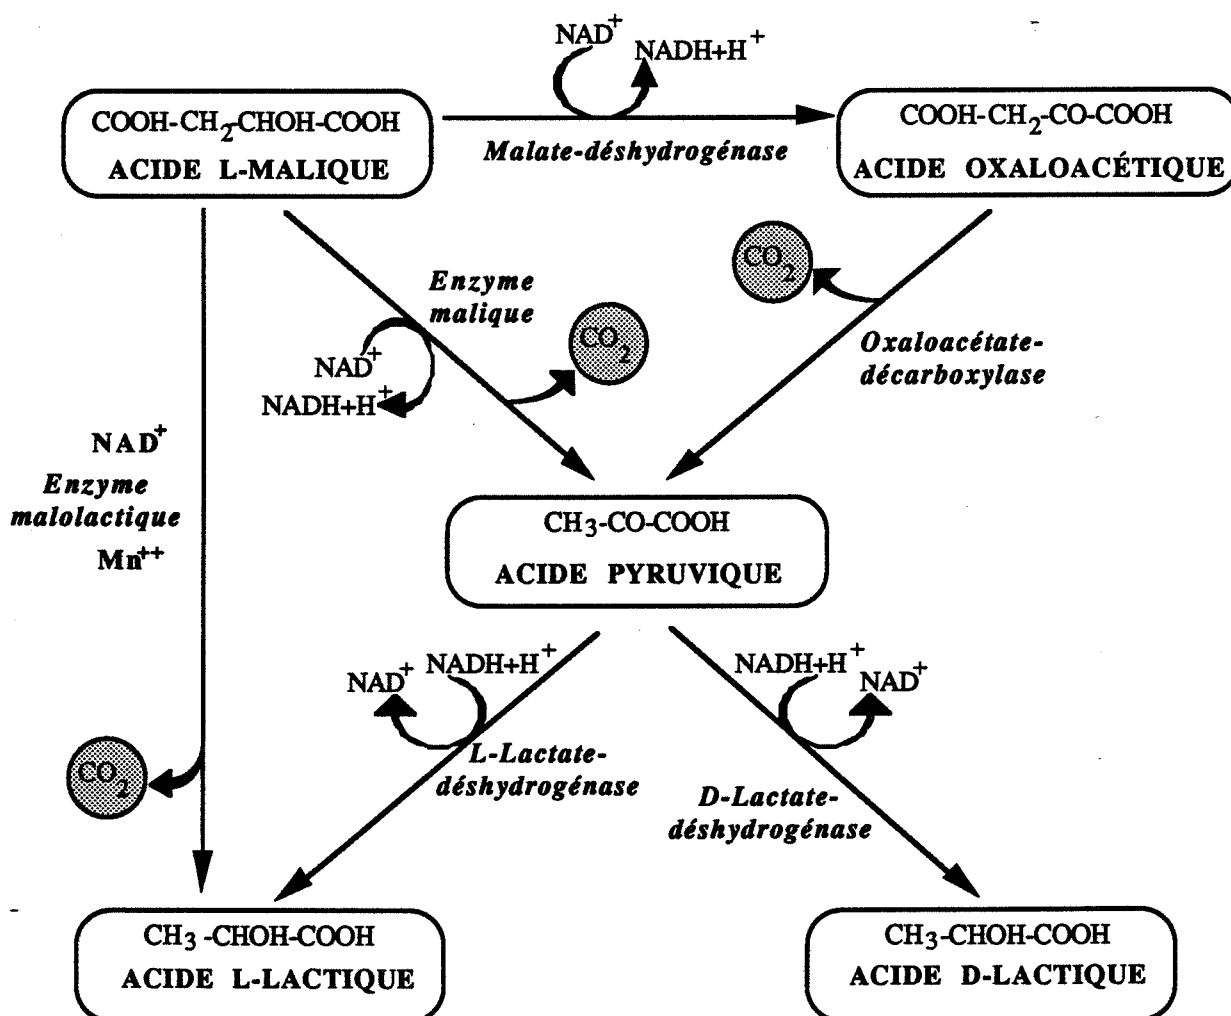 NAD+
NADH+H+
COOH-CH2-CHOH-COOH
ACIDE L-MALIQUE
Malate-déshydrogénase
COOH-CH2-CO-COOH
ACIDE OXALOACÉTIQUE
CO2
Enzyme
malique
CO2
NAD+
NADH+H+
Oxaloacétate-
décarboxylase
NAD+
Enzyme
malolactique
Mn++
CH3-CO-COOH
ACIDE PYRUVIQUE
NAD+
NADH+H+
NADH+H+
NAD+
L-Lactate-
déshydrogénase
CO2
D-Lactate-
déshydrogénase
CH3-CHOH-COOH
ACIDE L-LACTIQUE
CH3-CHOH-COOH
ACIDE D-LACTIQUE